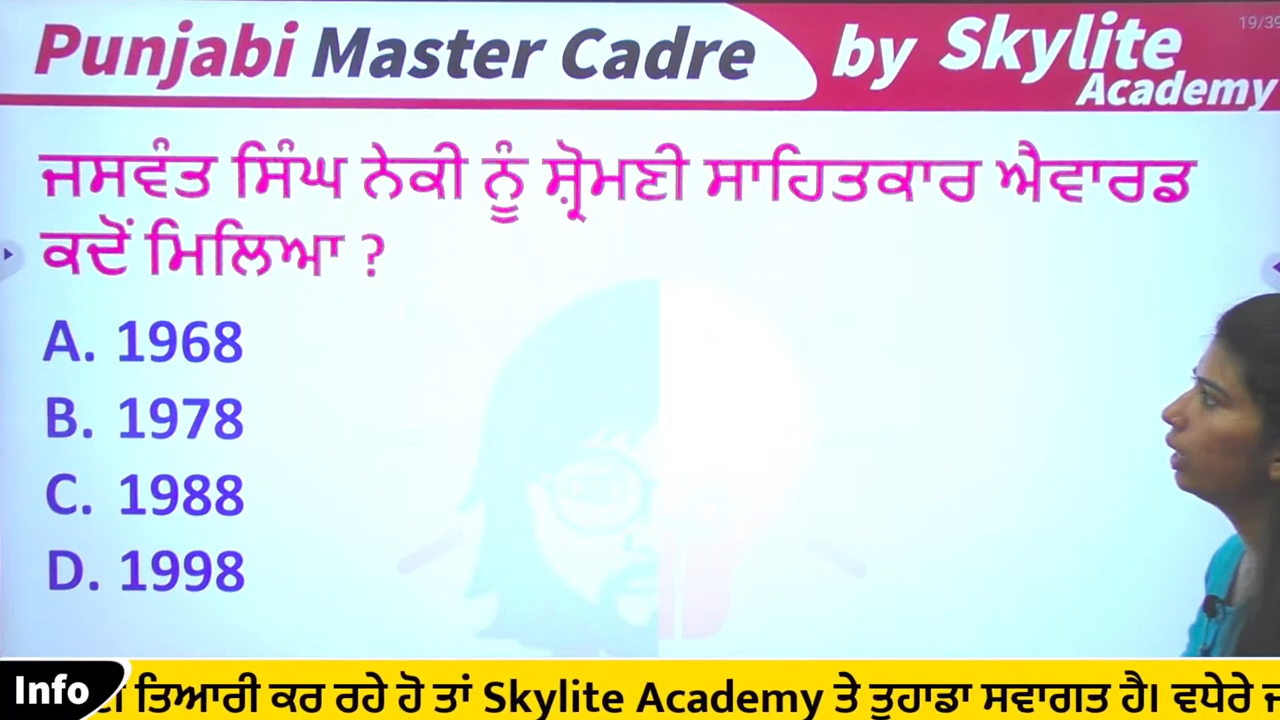 Punjabi Master Cadre by Skylite
Academy
19/39
ਜਸਵੰਤ ਸਿੰਘ ਨੇਕੀ ਨੂੰ ਸ਼੍ਰੋਮਣੀ ਸਾਹਿਤਕਾਰ ਐਵਾਰਡ
ਕਦੋਂ ਮਿਲਿਆ ?
A. 1968
B. 1978
C. 1988
D. 1998
Info ਤਿਆਰੀ ਕਰ ਰਹੇ ਹੋ ਤਾਂ Skylite Academy ਤੇ ਤੁਹਾਡਾ ਸਵਾਗਤ ਹੈ। ਵਧੇਰੇ